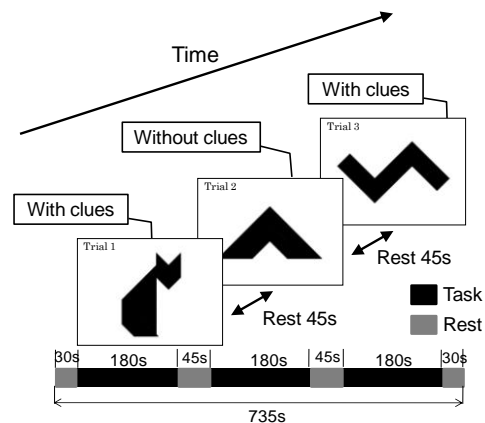 Time
With clues
Trial 3
Without clues
Trial 2
With clues
Trial 1
Rest 45s
Rest 45s
Task
Rest
30s 180s 45s 180s 45s 180s 30s
735s